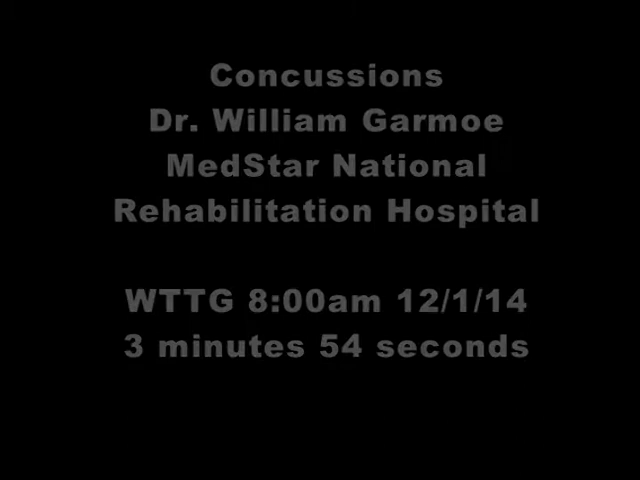 Concussions
Dr. William Garmoe
MedStar National
Rehabilitation Hospital
WTTG 8:00am 12/1/14
3 minutes 54 seconds